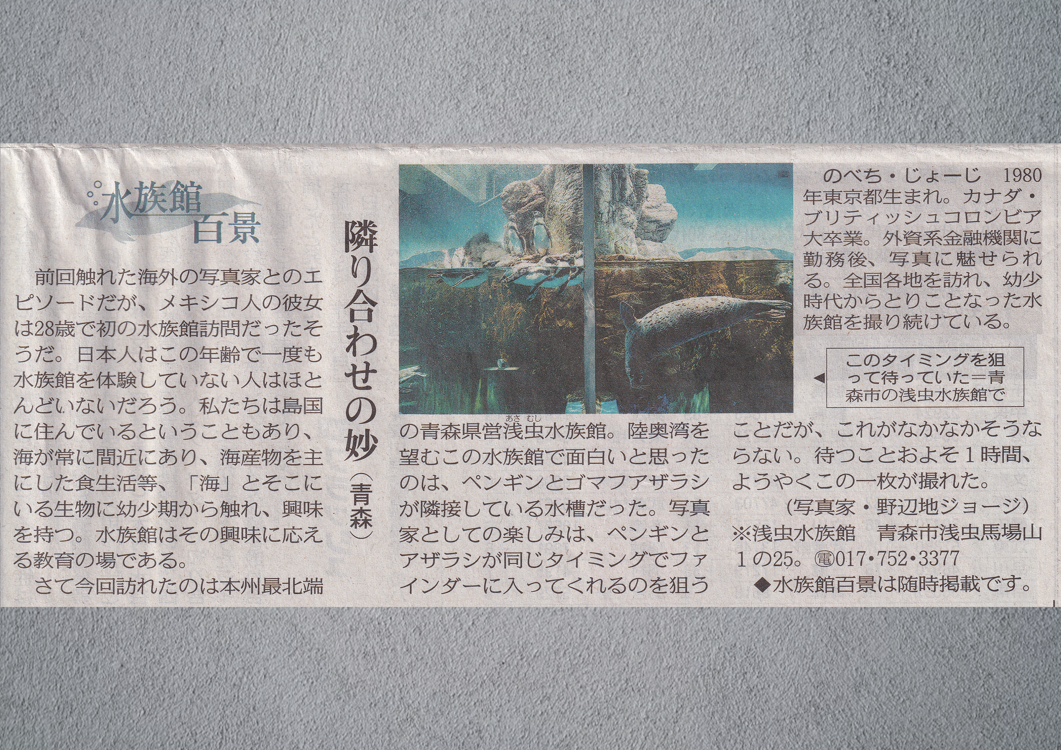 水族館
百景
隣り合わせの妙(青森)
前回触れた海外の写真家とのエ
ピソードだが、メキシコ人の彼女
は28歳で初の水族館訪問だったそ
うだ。日本人はこの年齢で一度も
水族館を体験していない人はほと
んどいないだろう。私たちは島国
に住んでいるということもあり、
海が常に間近にあり、海産物を主
にした食生活等、「海」とそこに
いる生物に幼少期から触れ、興味
を持つ。水族館はその興味に応え
る教育の場である。
さて今回訪れたのは本州最北端
の青森県営浅虫水族館。陸奥湾を
望むこの水族館で面白いと思った
のは、ペンギンとゴマフアザラシ
が隣接している水槽だった。写真
家としての楽しみは、ペンギンと
アザラシが同じタイミングでファ
インダーに入ってくれるのを狙う
ことだが、これがなかなかそうな
らない。待つことおよそ1時間、
ようやくこの一枚が撮れた。
(写真家・野辺地ジョージ)
※浅虫水族館 青森市浅虫馬場山
1の25。電017・752・3377
◆水族館百景は随時掲載です。
のべち・じょーじ 1980
年東京都生まれ。カナダ・
ブリティッシュコロンビア
大卒業。外資系金融機関に
勤務後、写真に魅せられ
る。全国各地を訪れ、幼少
時代からとりことなった水
族館を撮り続けている。
このタイミングを狙
って待っていた=青
森市の浅虫水族館で
あさ むし